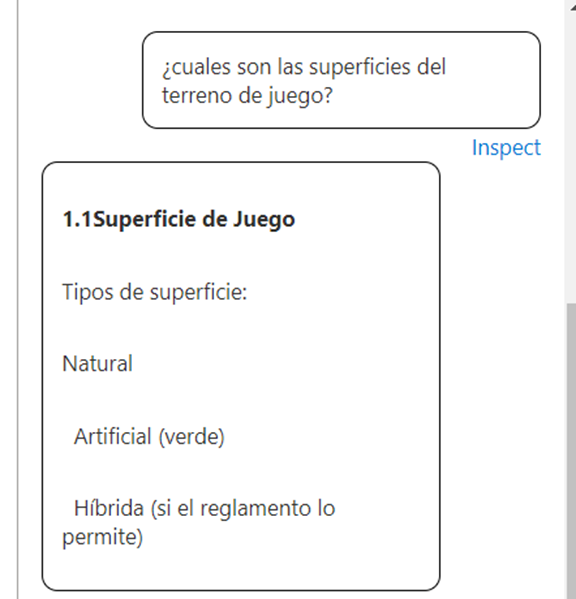 ¿cuales son las superficies del
terreno de juego?
Inspect
1.1Superficie de Juego
Tipos de superficie:
Natural
Artificial (verde)
Híbrida (si el reglamento lo
permite)